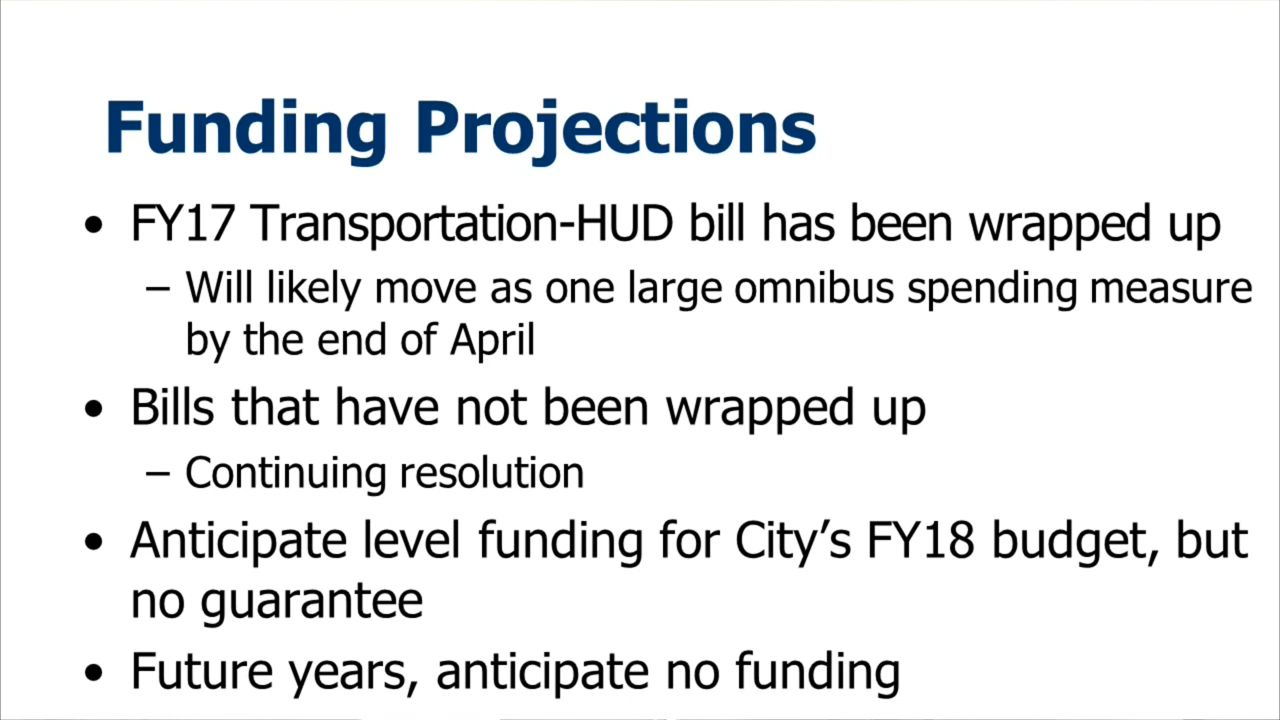 Funding Projections
• FY17 Transportation-HUD bill has been wrapped up
– Will likely move as one large omnibus spending measure
by the end of April
• Bills that have not been wrapped up
– Continuing resolution
• Anticipate level funding for City’s FY18 budget, but
no guarantee
• Future years, anticipate no funding